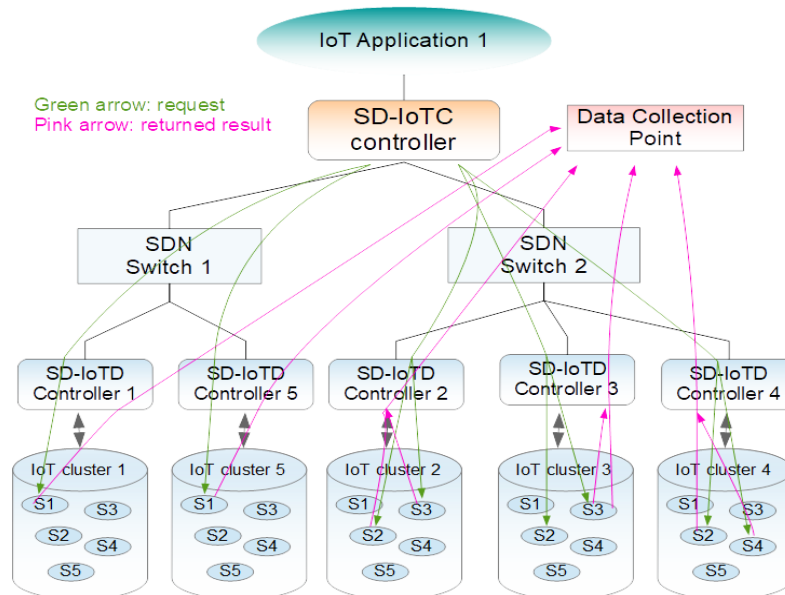 IoT Application 1
Green arrow: request
Pink arrow: returned result
SD-IoTC
controller
Data Collection
Point
SDN
Switch 1
SDN
Switch 2
SD-IoTD
Controller 1
SD-IoTD
Controller 5
SD-IoTD
Controller 2
SD-IoTD
Controller 3
SD-IoTD
Controller 4
IoT cluster 1
S1
S3
S2
S4
S5
IoT cluster 5
S1
S3
S2
S4
S5
IoT cluster 2
S1
S3
S2
S4
S5
IoT cluster 3
S1
S3
S2
S4
S5
IoT cluster 4
S1
S3
S2
S4
S5